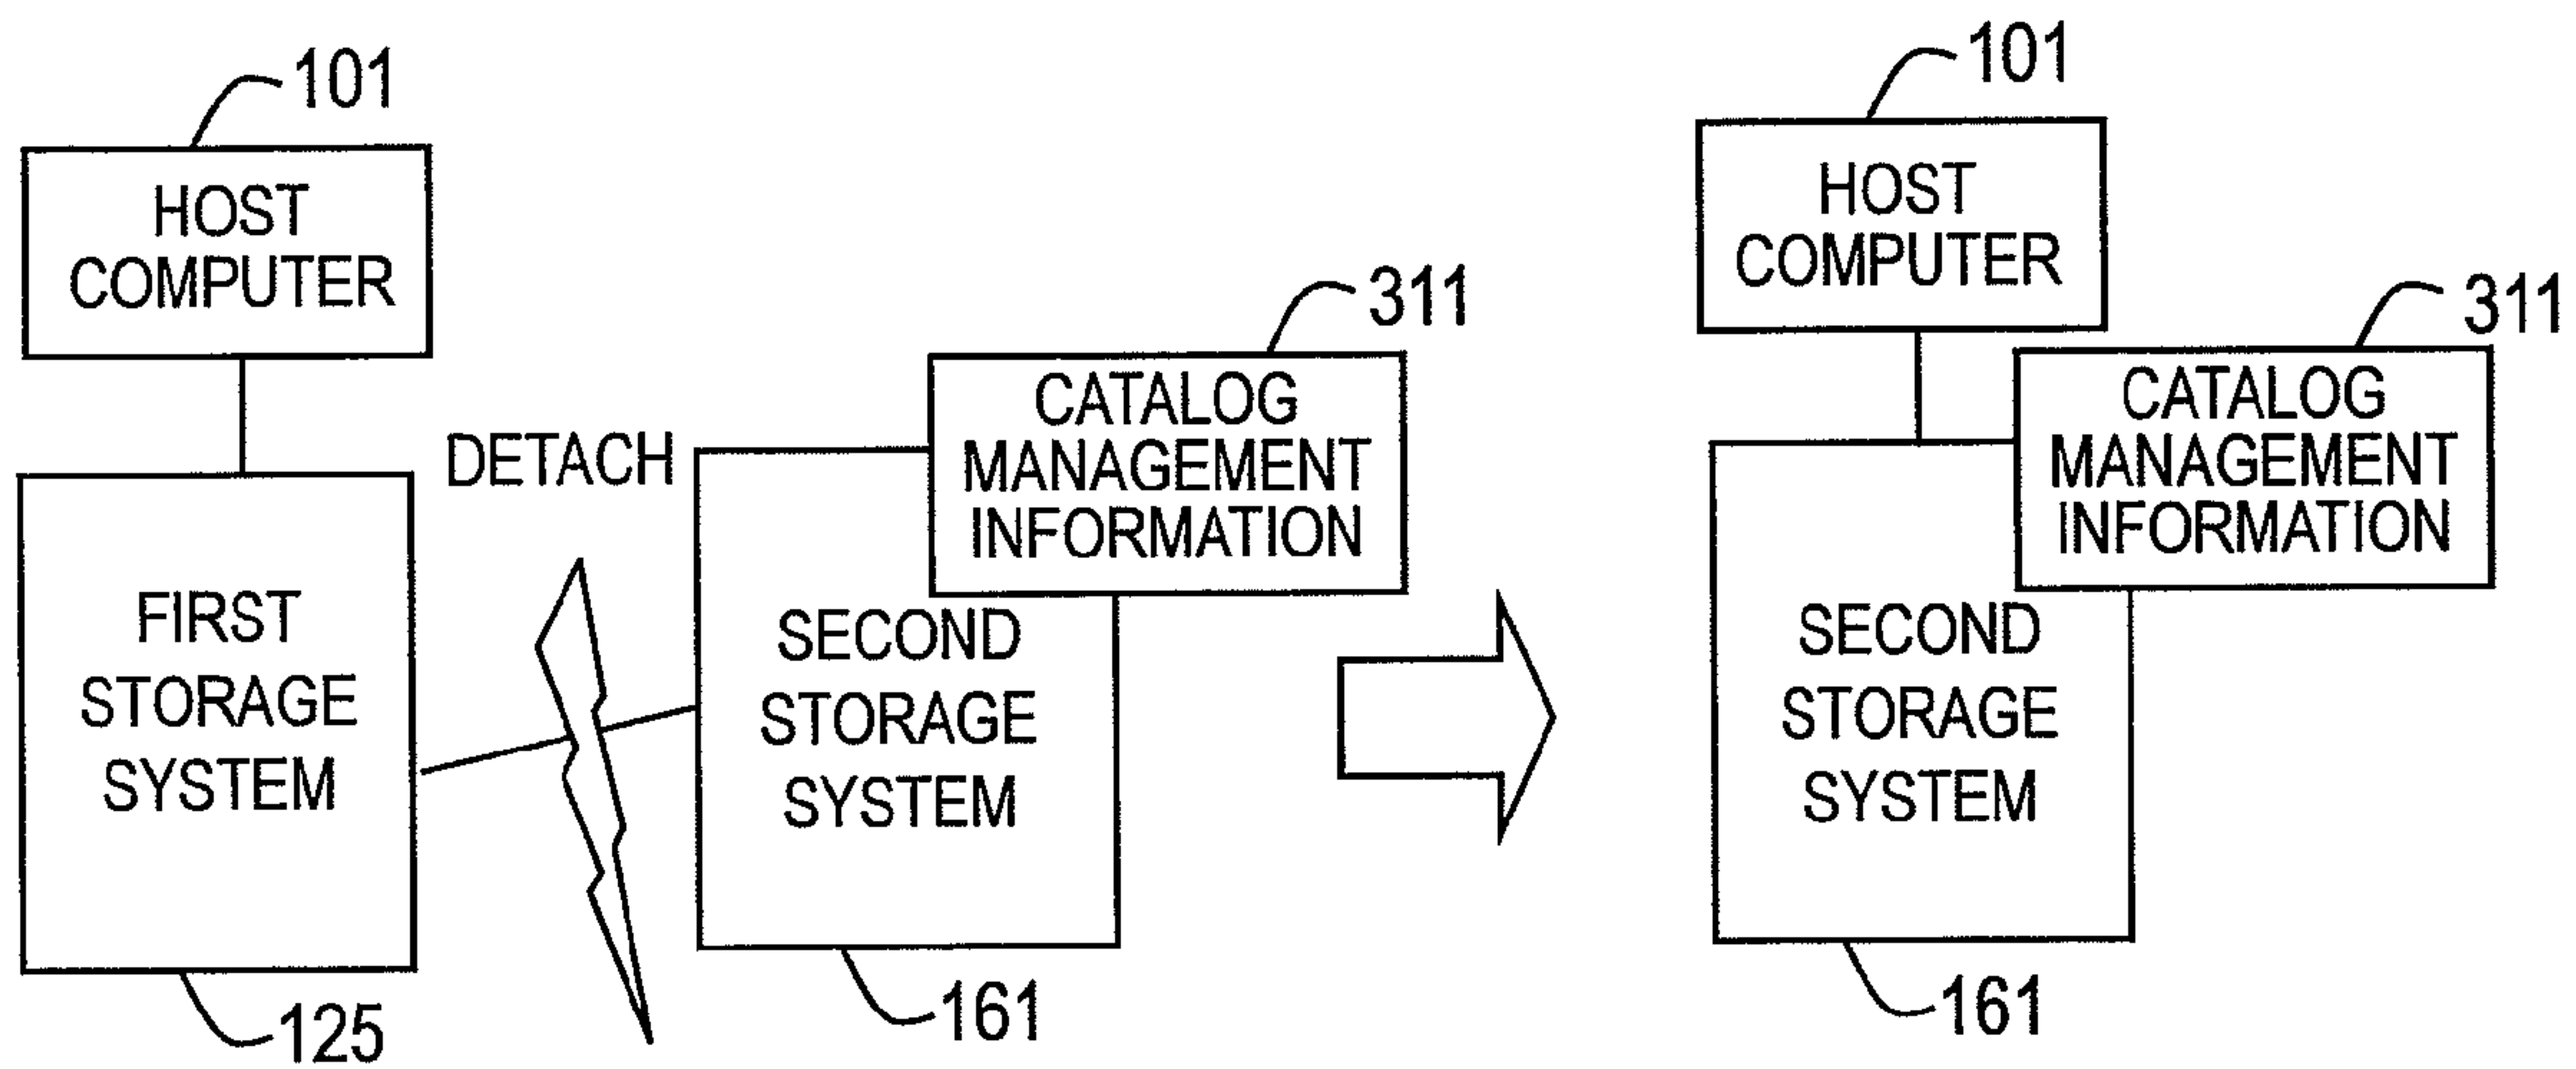 101
HOST
COMPUTER
DETACH
FIRST
STORAGE
SYSTEM
125
311
CATALOG
MANAGEMENT
INFORMATION
SECOND
STORAGE
SYSTEM
161
101
HOST
COMPUTER
311
CATALOG
MANAGEMENT
INFORMATION
SECOND
STORAGE
SYSTEM
161